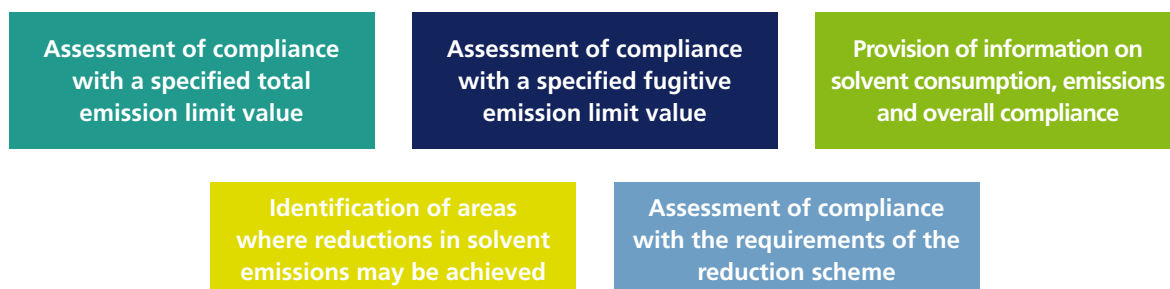 Assessment of compliance
with a specified total
emission limit value
Assessment of compliance
with a specified fugitive
emission limit value
Provision of information on
solvent consumption, emissions
and overall compliance
Identification of areas
where reductions in solvent
emissions may be achieved
Assessment of compliance
with the requirements of the
reduction scheme